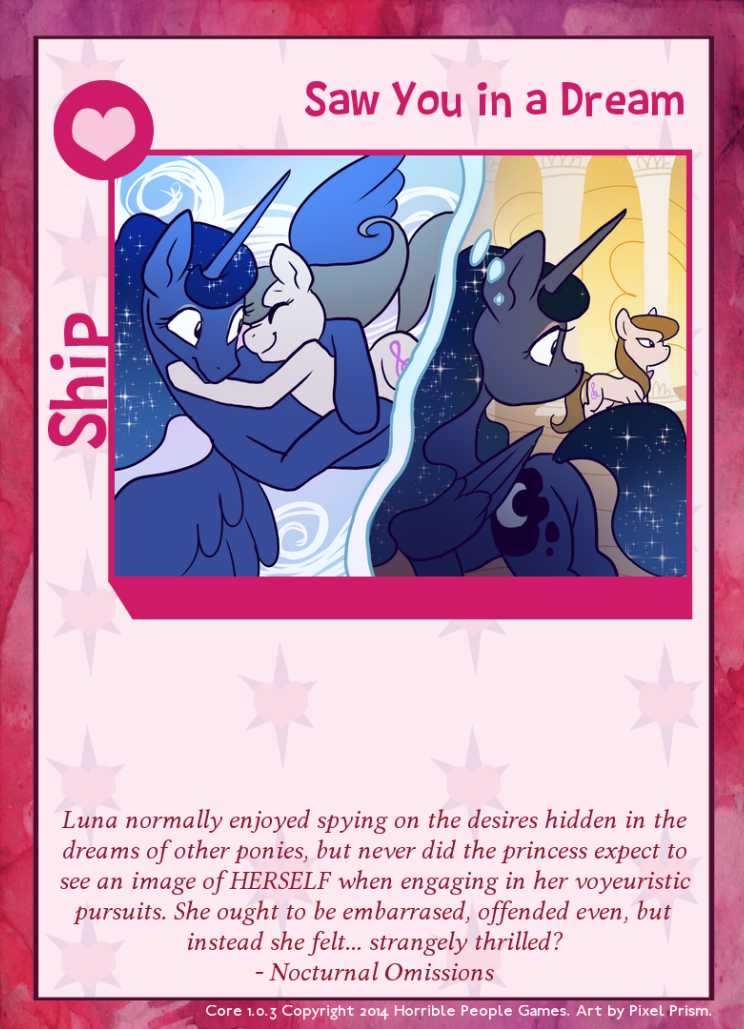 Saw You in a Dream
Ship
Luna normally enjoyed spying on the desires hidden in the
dreams of other ponies, but never did the princess expect to
see an image of HERSELF when engaging in her voyeuristic
pursuits. She ought to be embarrased, offended even, but
instead she felt... strangely thrilled?
- Nocturnal Omissions
Core 1.0.3 Copyright 2014 Horrible People Games. Art by Pixel Prism.